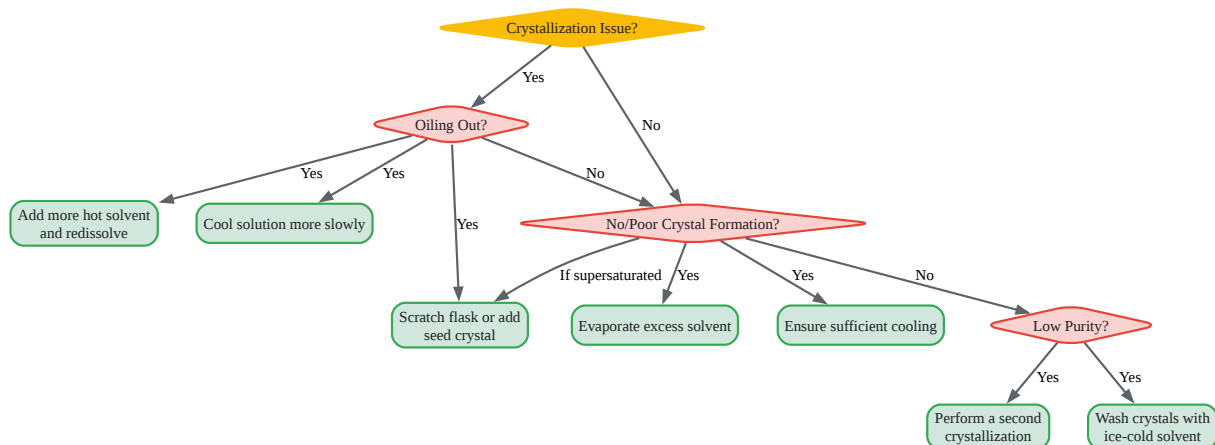 Crystallization Issue?
Yes
No
Oiling Out?
Yes
Yes
Yes
No
Add more hot solvent
and redissolve
Cool solution more slowly
No/Poor Crystal Formation?
If supersaturated
Yes
Yes
No
Scratch flask or add
seed crystal
Evaporate excess solvent
Ensure sufficient cooling
Low Purity?
Yes
Yes
Perform a second
crystallization
Wash crystals with
ice-cold solvent